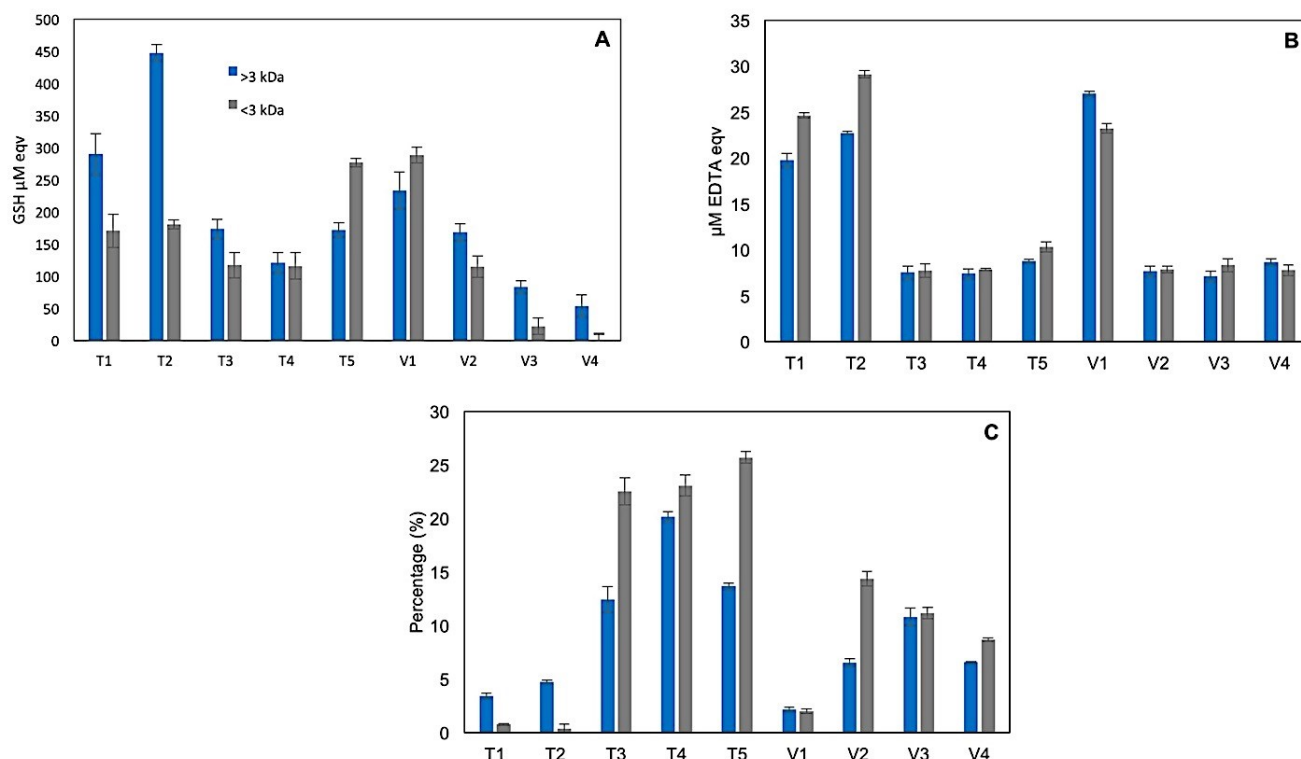 A
GSH µM eqv
500
450
400
350
300
250
200
150
100
50
0
>3 kDa
<3 kDa
T1 T2 T3 T4 T5 V1 V2 V3 V4
B
µM EDTA eqv
35
30
25
20
15
10
5
0
T1 T2 T3 T4 T5 V1 V2 V3 V4
C
Percentage (%)
30
25
20
15
10
5
0
T1 T2 T3 T4 T5 V1 V2 V3 V4